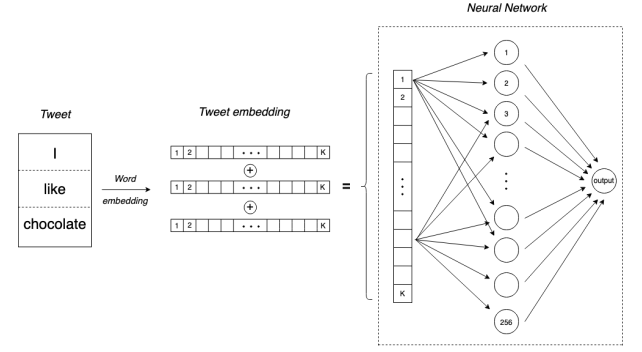 Neural Network
Tweet
I
like
chocolate
Word
embedding
Tweet embedding
1 2 • • • K
+
1 2 • • • K
+
1 2 • • • K
=
1
2
• • •
K
1
2
3
• • •
256
output